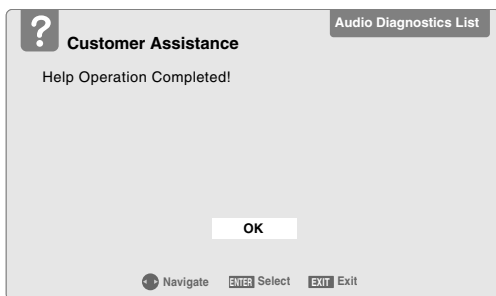 ?
Audio Diagnostics List
Customer Assistance
Help Operation Completed!
OK
Navigate ENTER Select EXIT Exit